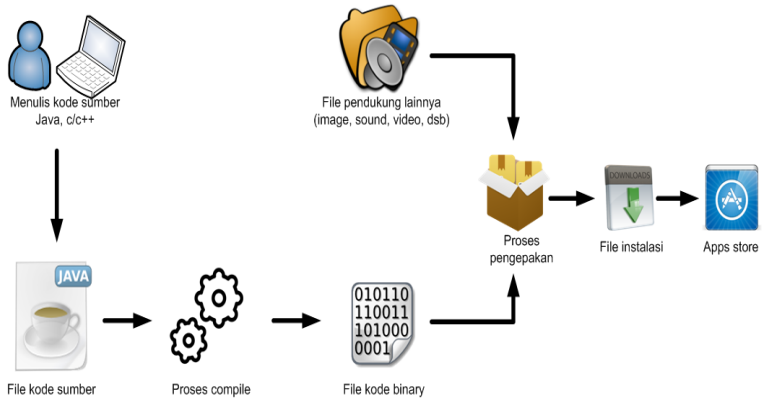 Menulis kode sumber
Java, c/c++
File pendukung lainnya
(image, sound, video, dsb)
DOWNLOADS
Proses
pengepakan
File instalasi
Apps store
JAVA
010110
110011
101000
0001
File kode sumber
Proses compile
File kode binary